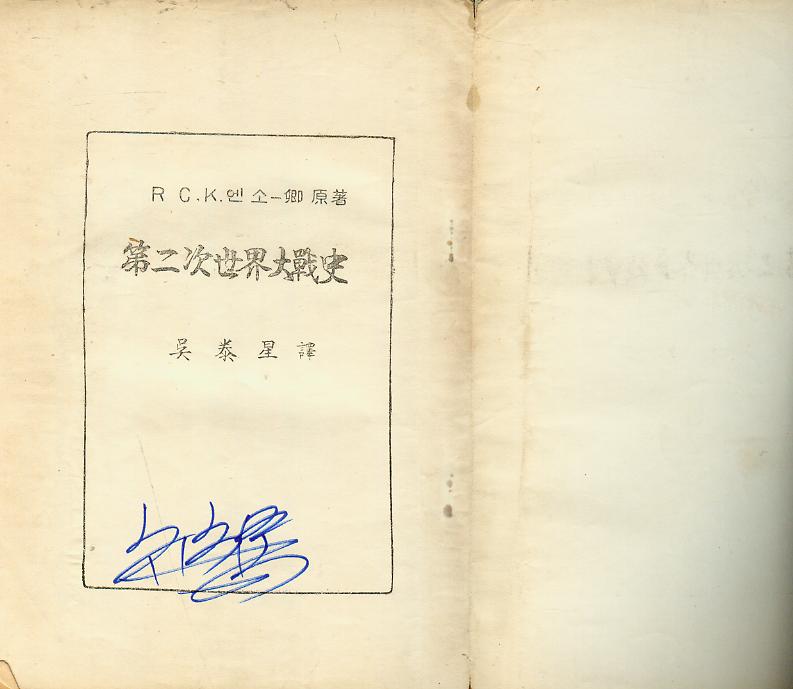 R C.K. 엔 소 — 卿 原著
第二次世界大戰史
吳 泰 星 譯